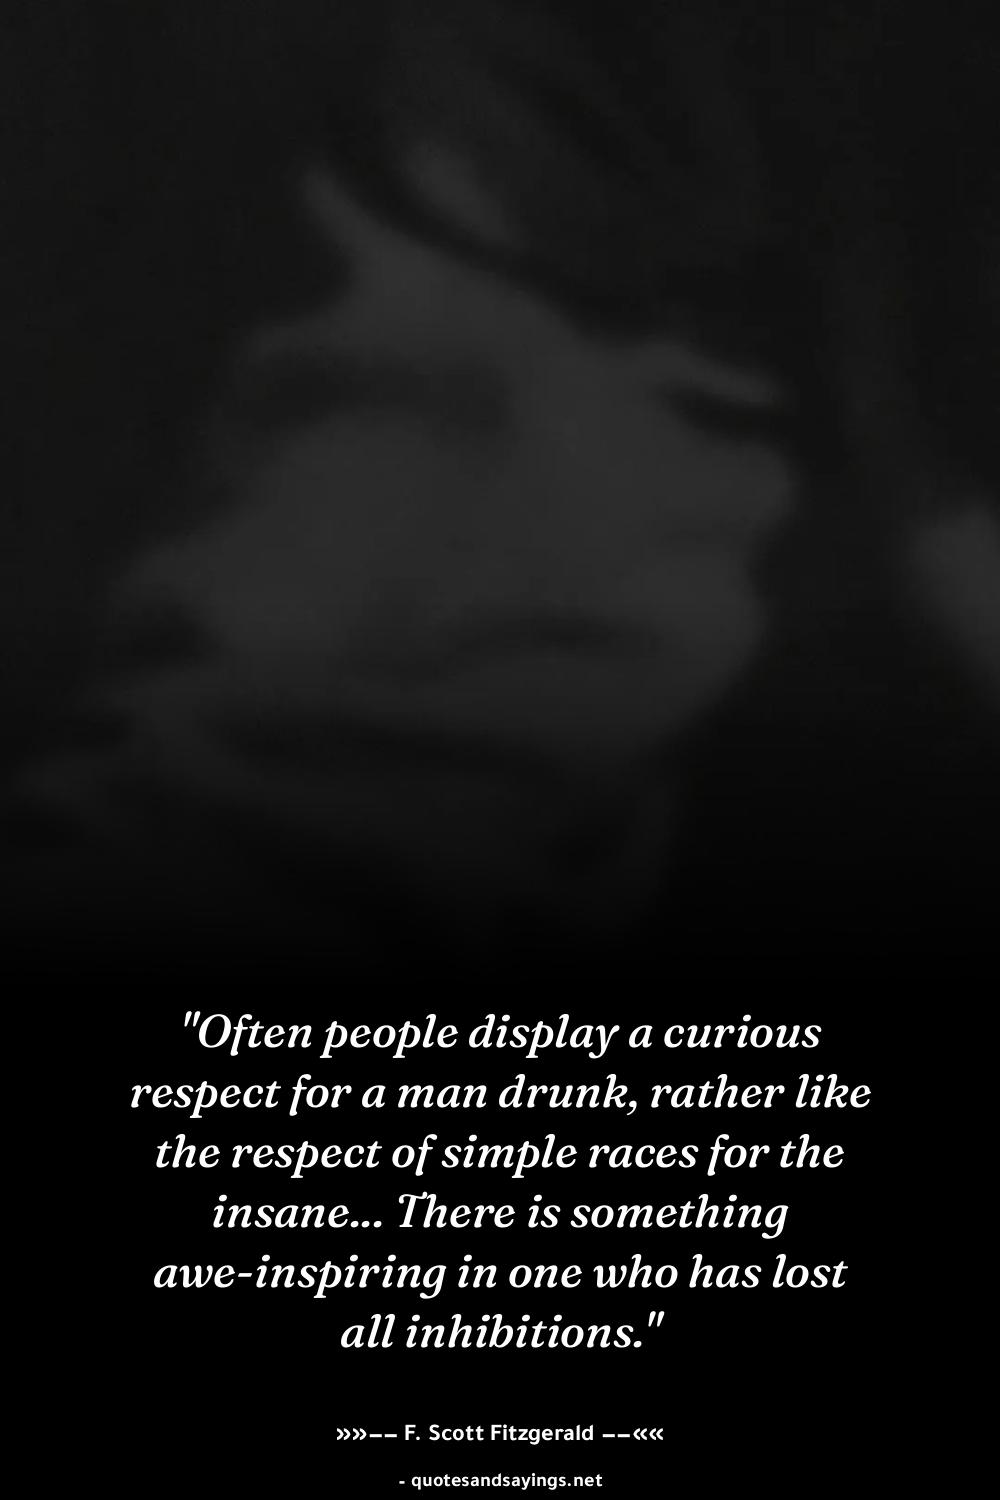 "Often people display a curious
respect for a man drunk, rather like
the respect of simple races for the
insane... There is something
awe-inspiring in one who has lost
all inhibitions."
»»-- F. Scott Fitzgerald --««
- quotesandsayings.net